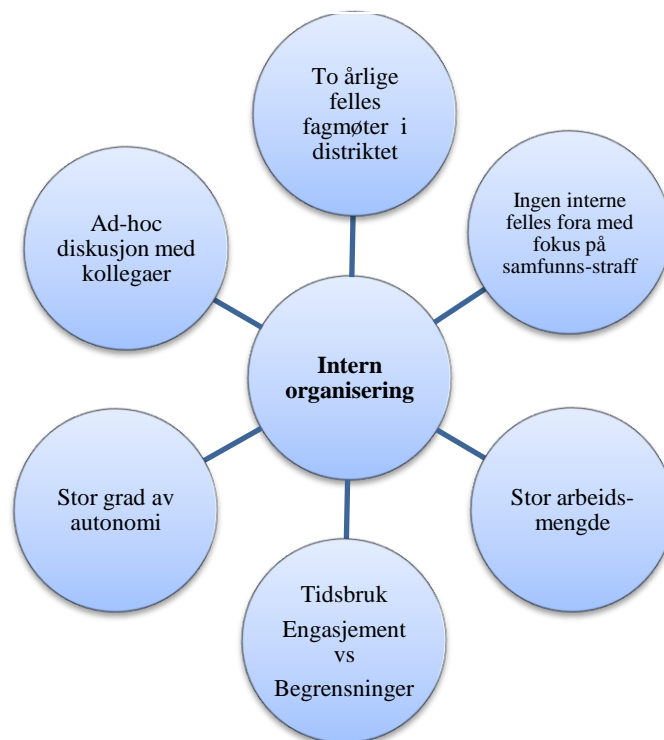 To årlige
felles
fagmøter i
distriktet
Ingen interne
felles fora med
fokus på
samfunns-straff
Ad-hoc
diskusjon med
kollegaer
Intern
organisering
Stor grad av
autonomi
Stor arbeids-
mengde
Tidsbruk
Engasjement
vs
Begrensninger